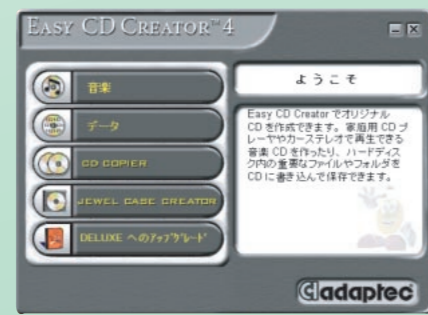 EASY CD CREATOR™ 4
音楽
データ
CD COPIER
JEWEL CASE CREATOR
DELUXE へのアップグレード
ようこそ
Easy CD Creator でオリジナル
CD を作成できます。家庭用 CD プ
レーヤやカーステレオで再生できる
音楽 CD を作ったり、ハードディス
ク内の重要なファイルやフォルダを
CD に書き込んで保存できます。
adaptec